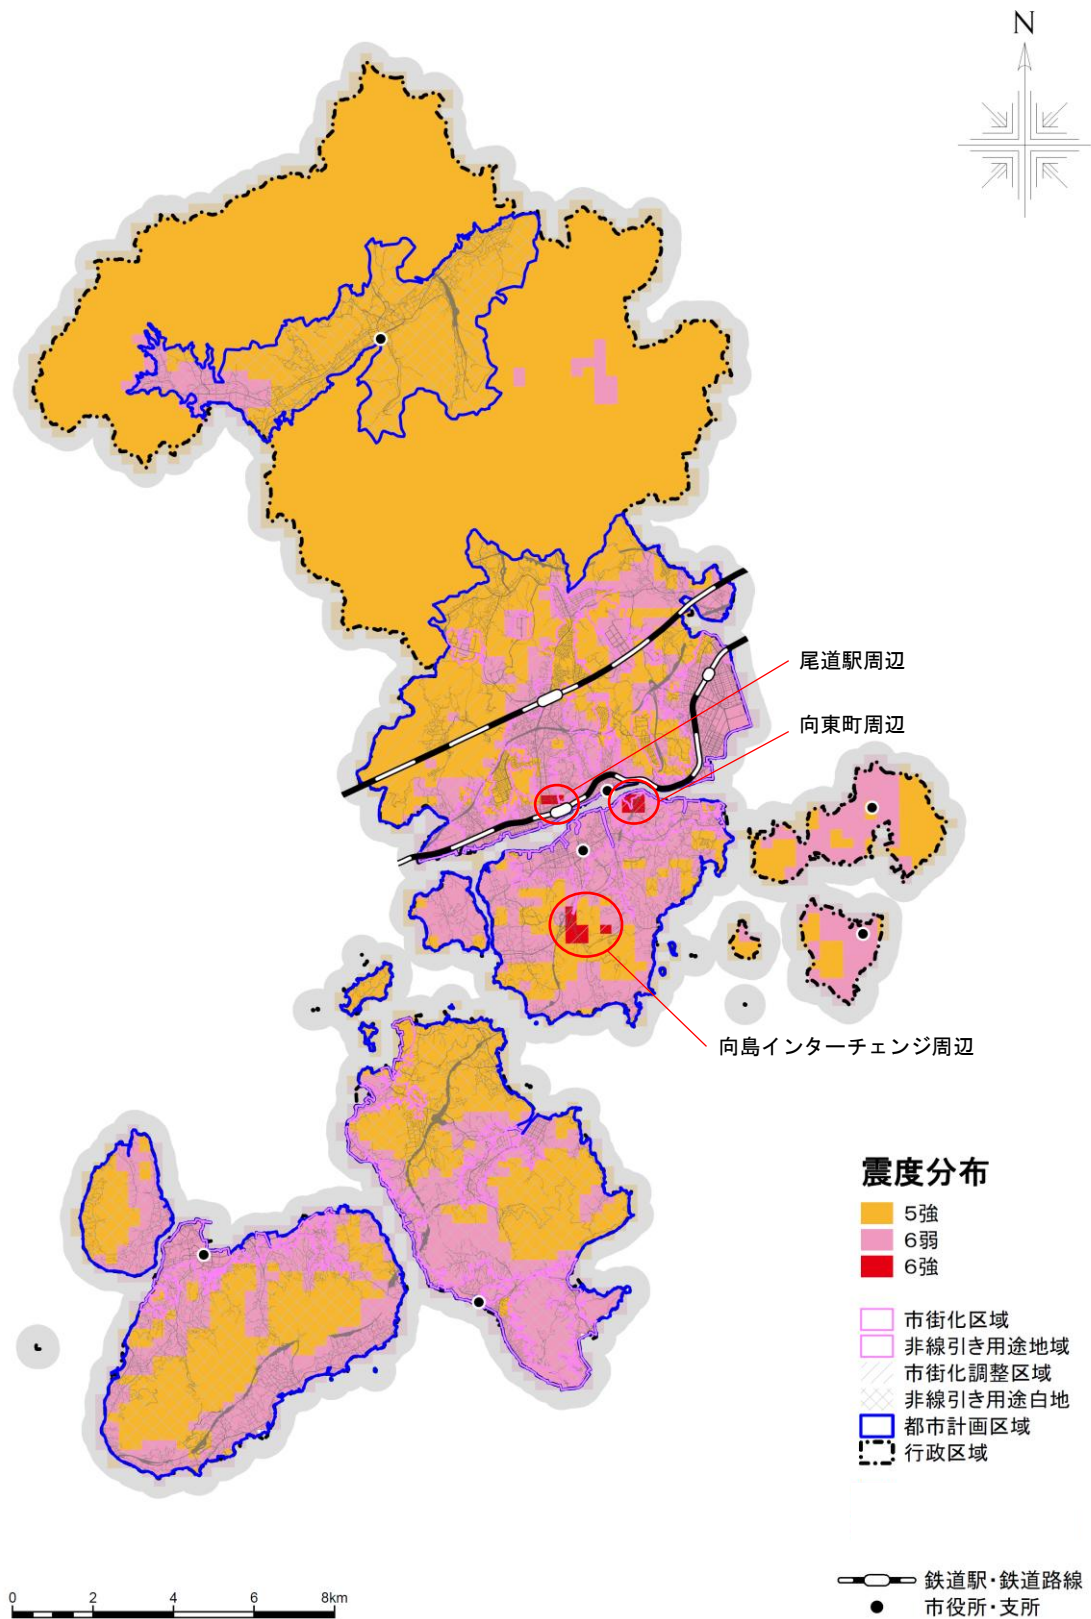 N
尾道駅周辺
向東町周辺
向島インターチェンジ周辺
震度分布
5強
6弱
6強
市街化区域
非線引き用途地域
市街化調整区域
非線引き用途白地
都市計画区域
行政区域
0 2 4 6 8km
鉄道駅・鉄道路線
市役所・支所